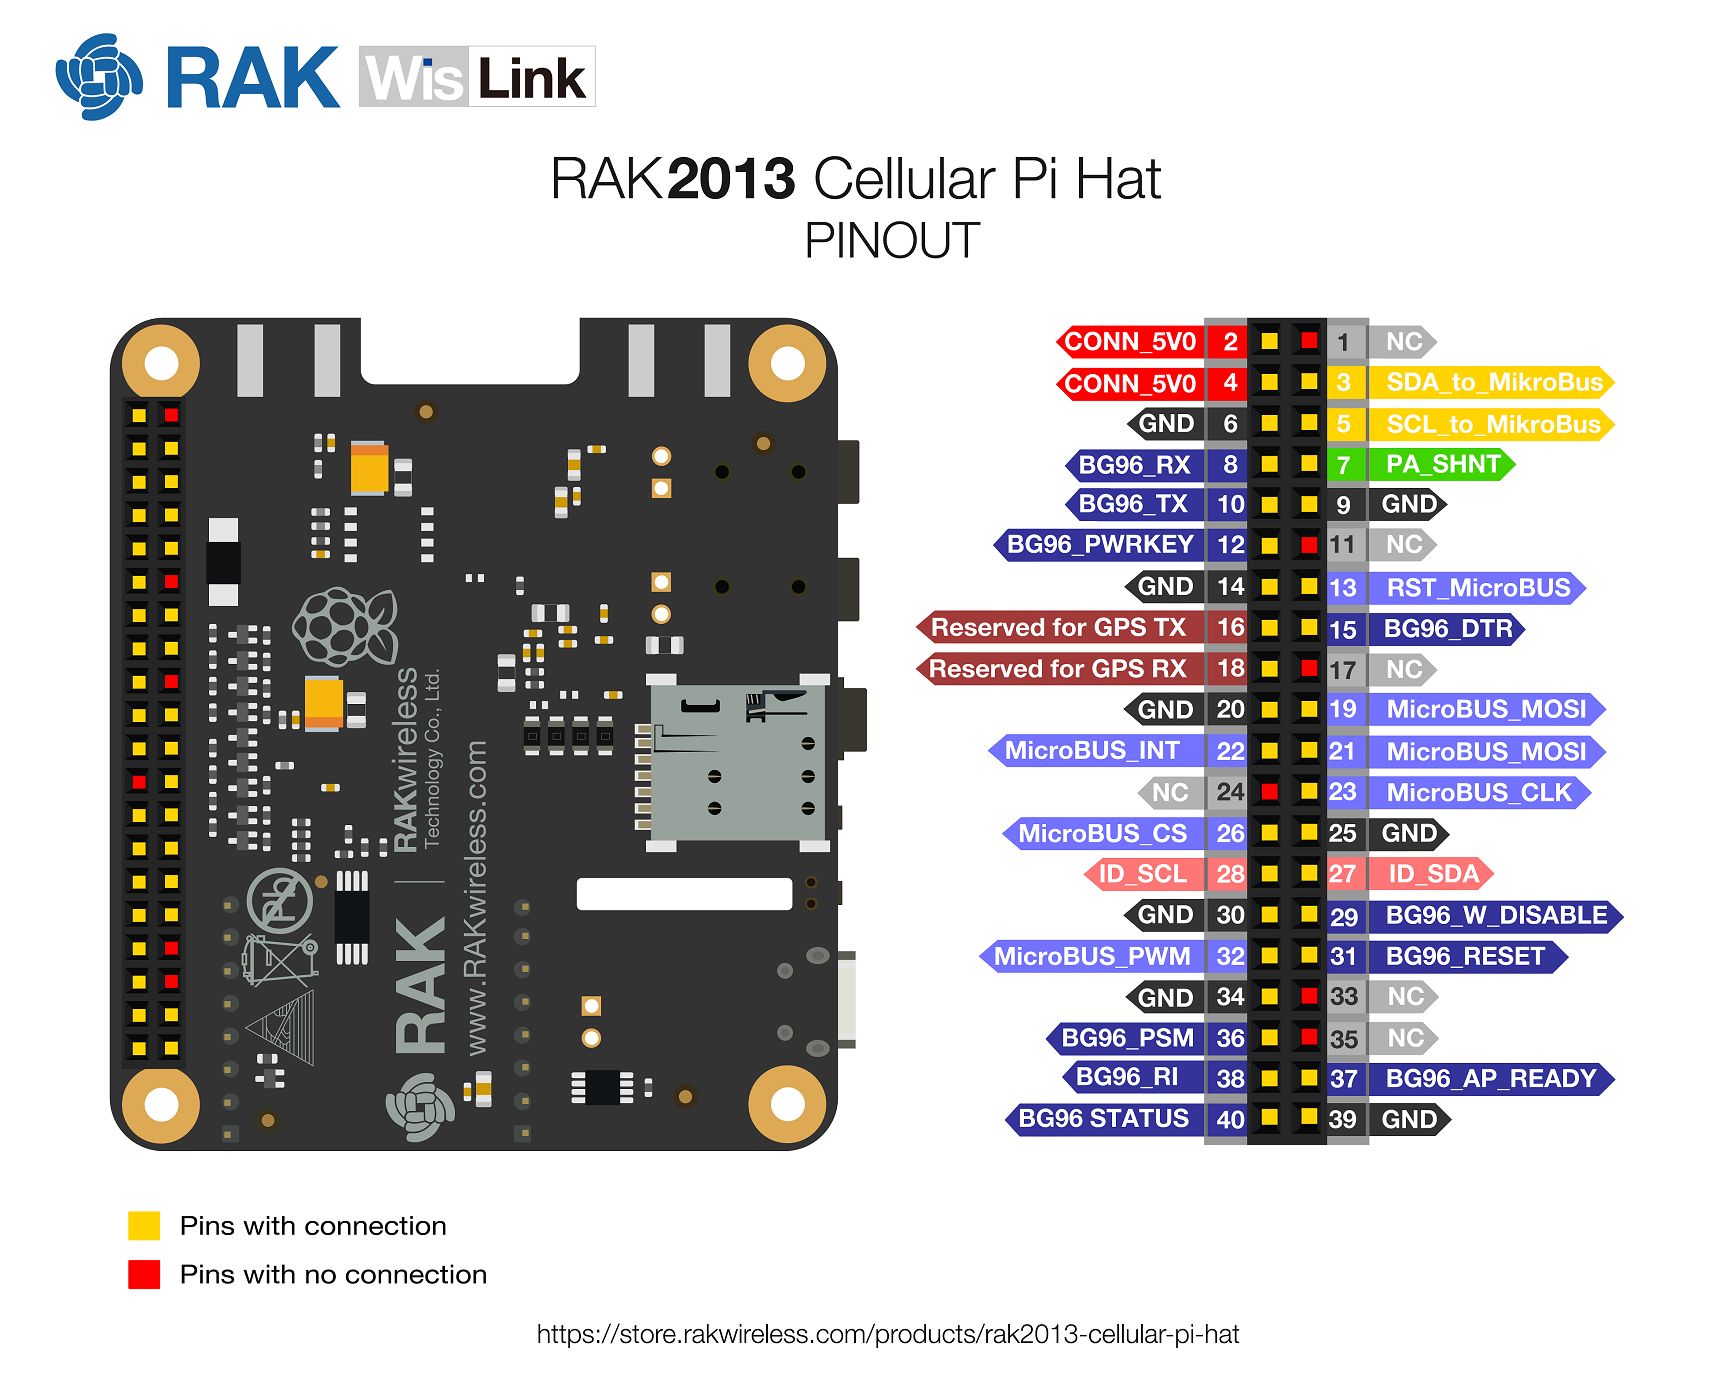 RAK WisLink
RAK2013 Cellular Pi Hat
PINOUT
CONN_5V0 2 1 NC
CONN_5V0 4 3 SDA_to_MikroBus
GND 6 5 SCL_to_MikroBus
BG96_RX 8 7 PA_SHNT
BG96_TX 10 9 GND
BG96_PWRKEY 12 11 NC
GND 14 13 RST_MicroBUS
Reserved for GPS TX 16 15 BG96_DTR
Reserved for GPS RX 18 17 NC
GND 20 19 MicroBUS_MOSI
MicroBUS_INT 22 21 MicroBUS_MOSI
NC 24 23 MicroBUS_CLK
MicroBUS_CS 26 25 GND
ID_SCL 28 27 ID_SDA
GND 30 29 BG96_W_DISABLE
MicroBUS_PWM 32 31 BG96_RESET
GND 34 33 NC
BG96_PSM 36 35 NC
BG96_RI 38 37 BG96_AP_READY
BG96 STATUS 40 39 GND
RAK | RAKwireless
Technology Co., Ltd.
www.RAKwireless.com
Pb
Pins with connection
Pins with no connection
https://store.rakwireless.com/products/rak2013-cellular-pi-hat